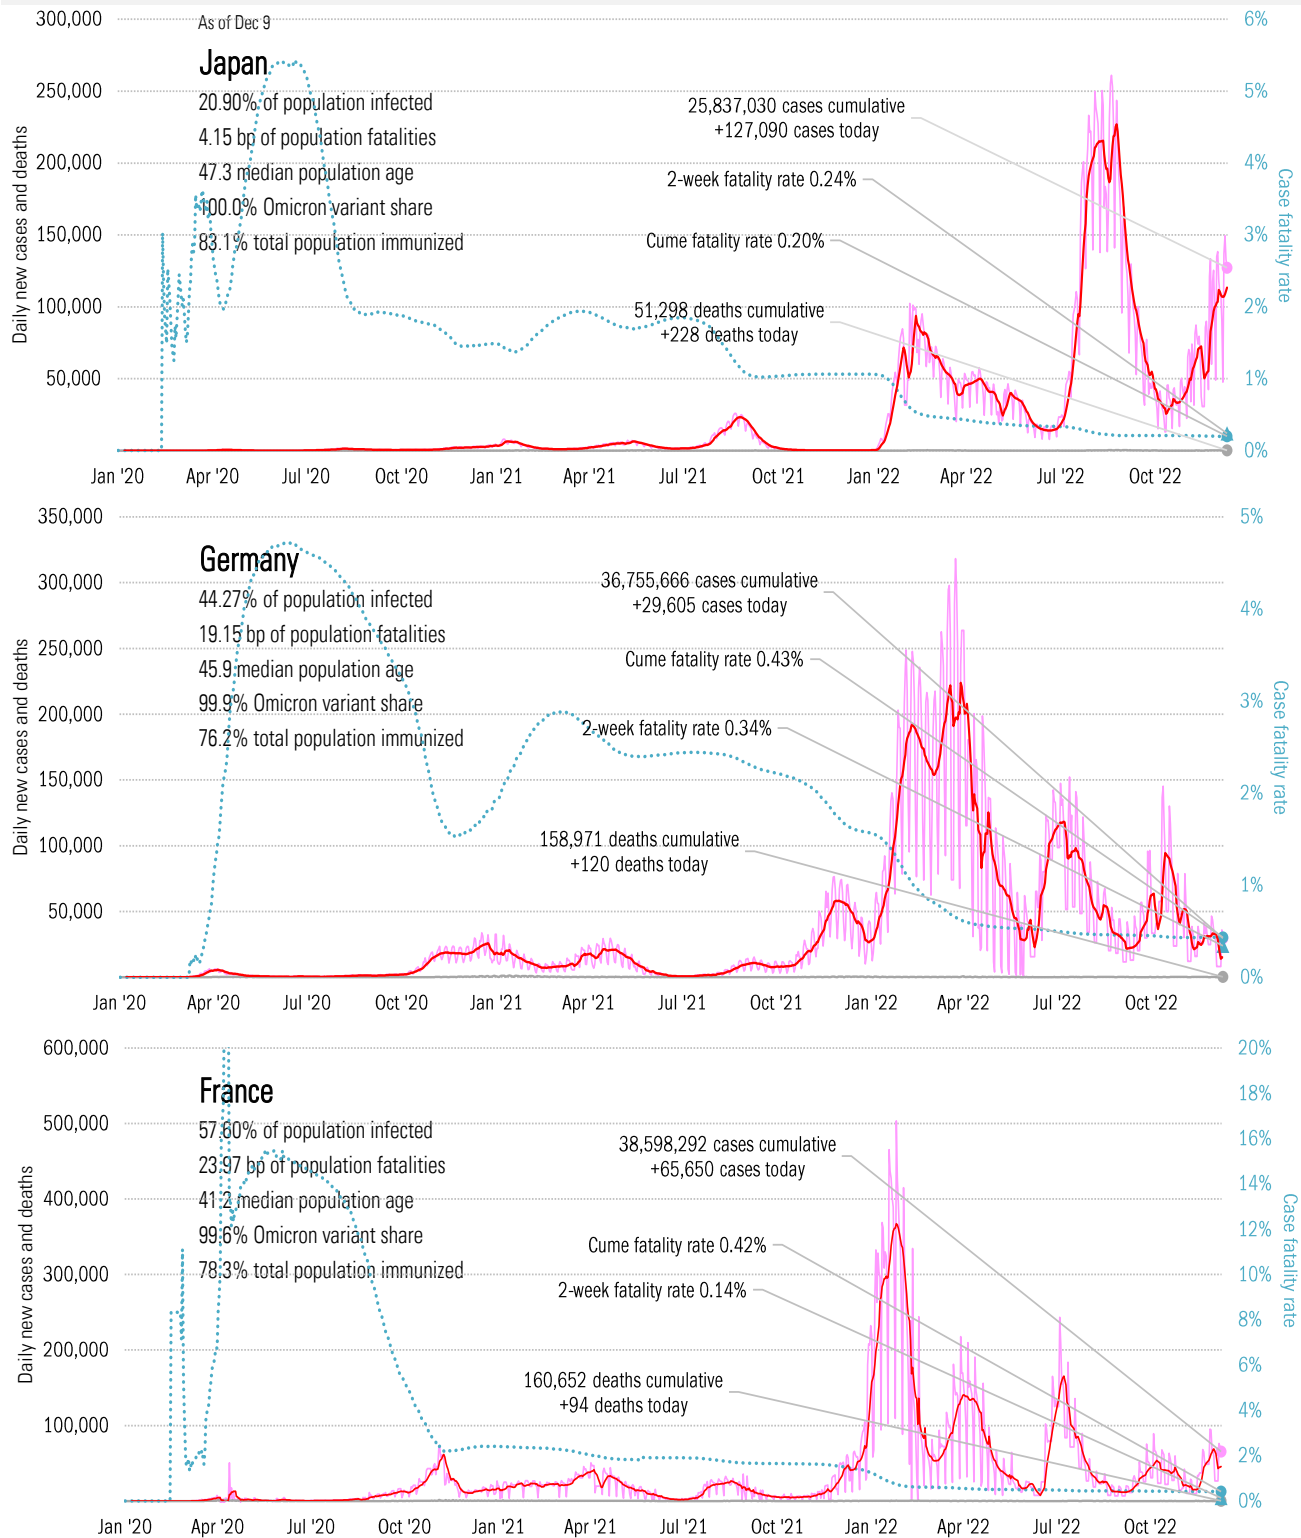 300,000
As of Dec 9
6%
Japan
250,000
5%
20.90% of population infected
25,837,030 cases cumulative
+127,090 cases today
4.15 bp of population fatalities
200,000
4%
47.3 median population age
2-week fatality rate 0.24%
100.0% Omicron variant share
150,000
3%
83.1% total population immunized
Cume fatality rate 0.20%
Daily new cases and deaths
Case fatality rate
100,000
2%
51,298 deaths cumulative
+228 deaths today
50,000
1%
0%
Jan '20 Apr '20 Jul '20 Oct '20 Jan '21 Apr '21 Jul '21 Oct '21 Jan '22 Apr '22 Jul '22 Oct '22
350,000
5%
Germany
300,000
36,755,666 cases cumulative
+29,605 cases today
44.27% of population infected
4%
19.15 bp of population fatalities
250,000
Cume fatality rate 0.43%
45.9 median population age
99.9% Omicron variant share
200,000
3%
2-week fatality rate 0.34%
76.2% total population immunized
Daily new cases and deaths
Case fatality rate
150,000
2%
100,000
158,971 deaths cumulative
+120 deaths today
1%
50,000
0%
Jan '20 Apr '20 Jul '20 Oct '20 Jan '21 Apr '21 Jul '21 Oct '21 Jan '22 Apr '22 Jul '22 Oct '22
600,000
20%
France
18%
500,000
57.60% of population infected
16%
38,598,292 cases cumulative
+65,650 cases today
23.97 bp of population fatalities
14%
400,000
41.2 median population age
12%
99.6% Omicron variant share
Cume fatality rate 0.42%
300,000
10%
78.3% total population immunized
2-week fatality rate 0.14%
Daily new cases and deaths
Case fatality rate
8%
200,000
6%
160,652 deaths cumulative
+94 deaths today
4%
100,000
2%
0%
Jan '20 Apr '20 Jul '20 Oct '20 Jan '21 Apr '21 Jul '21 Oct '21 Jan '22 Apr '22 Jul '22 Oct '22